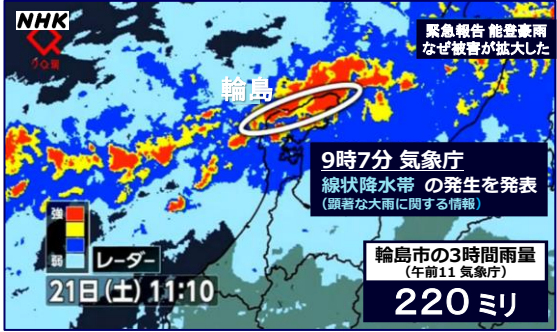 NHK
緊急報告 能登豪雨
なぜ被害が拡大した
輪島
9時7分 気象庁
線状降水帯 の発生を発表
(顕著な大雨に関する情報)
強
弱
レーダー
21日(土)11:10
輪島市の3時間雨量
(午前11 気象庁)
220ミリ